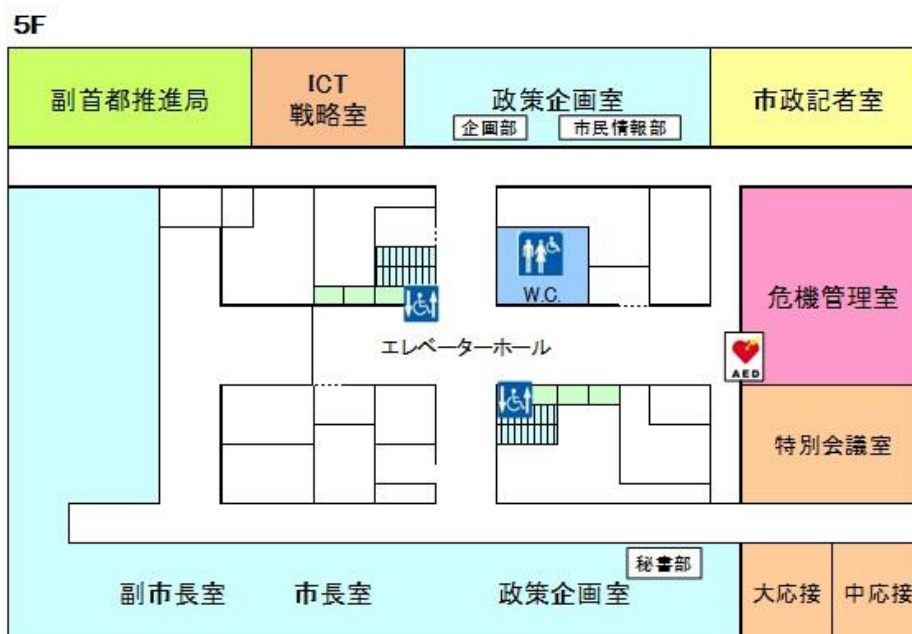 5F
副首都推進局
ICT
戦略室
政策企画室
企画部
市民情報部
市政記者室
W.C.
危機管理室
エレベーターホール
AED
特別会議室
秘書部
副市長室
市長室
政策企画室
大応接
中応接